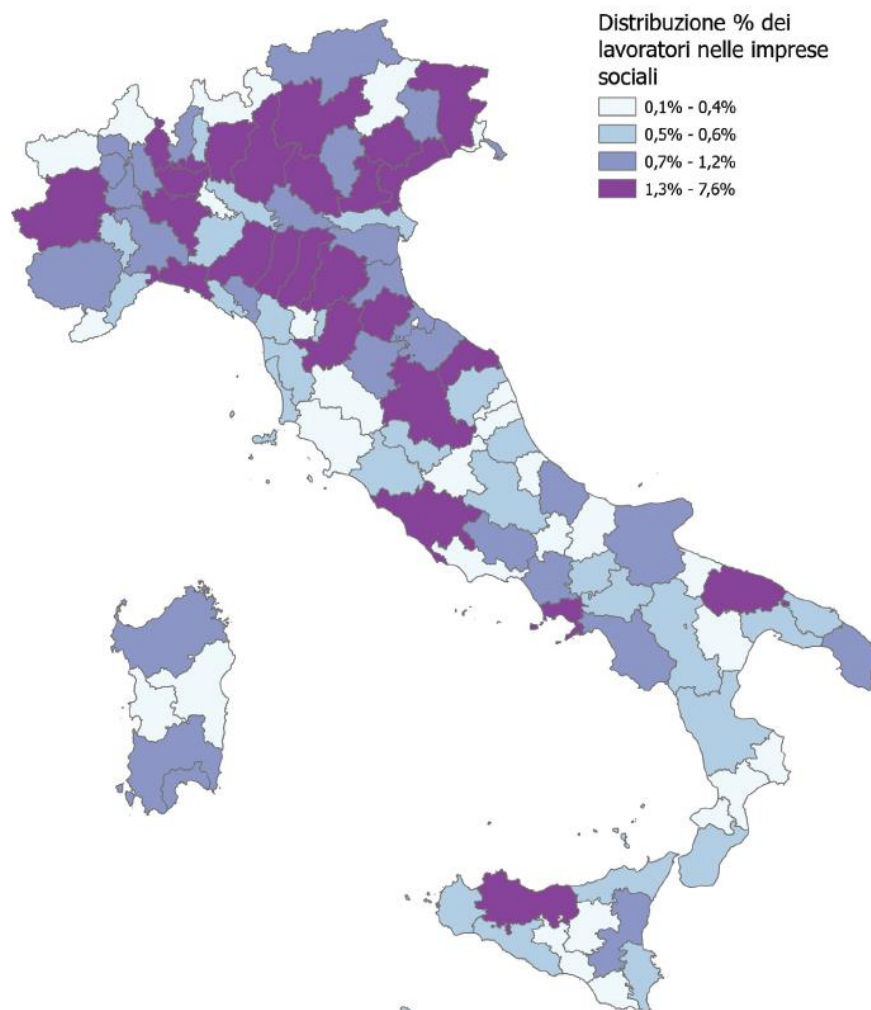 Distribuzione % dei
lavoratori nelle imprese
sociali
0,1% - 0,4%
0,5% - 0,6%
0,7% - 1,2%
1,3% - 7,6%